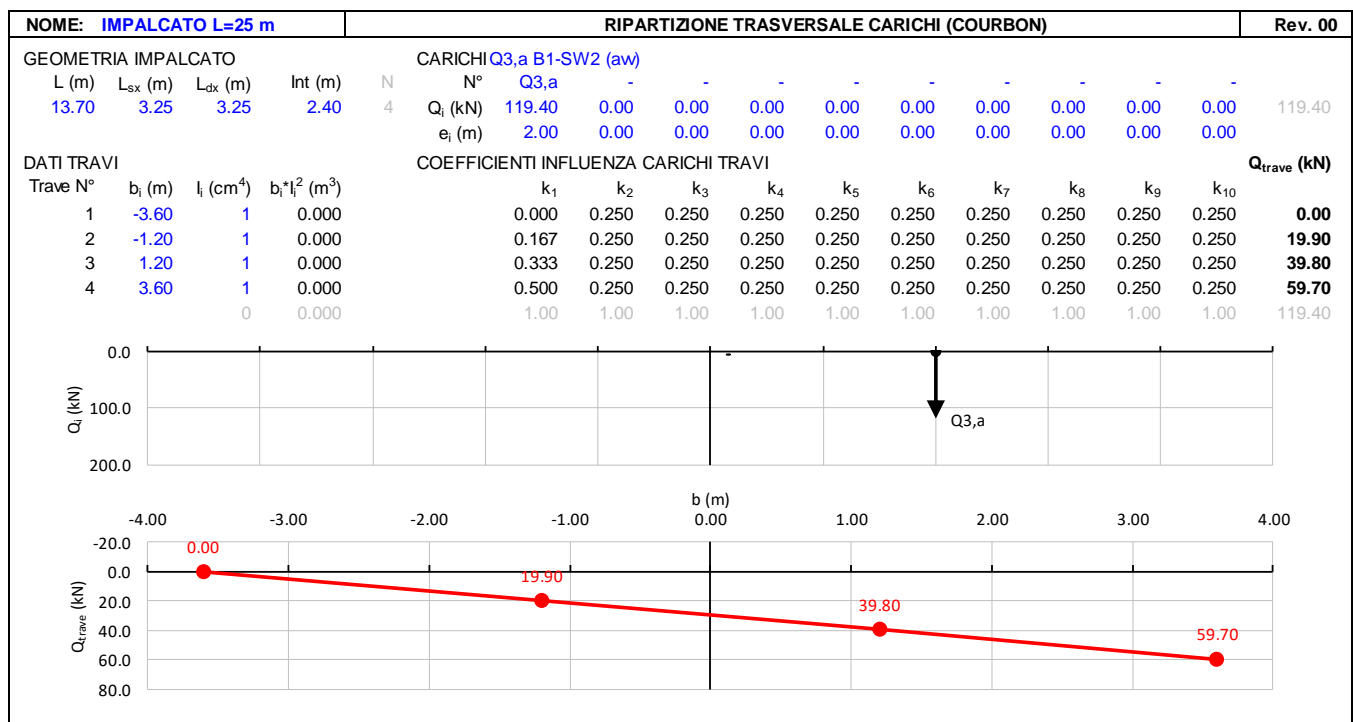 NOME: IMPALCATO L=25 m RIPARTIZIONE TRASVERSALE CARICHI (COURBON) Rev. 00
GEOMETRIA IMPALCATO CARICHI Q3,a B1-SW2 (aw)
L (m) Lsx (m) Ldx (m) Int (m) N N° Q3,a - - - - - - - - -
13.70 3.25 3.25 2.40 4 Qi (kN) 119.40 0.00 0.00 0.00 0.00 0.00 0.00 0.00 0.00 0.00 119.40
ei (m) 2.00 0.00 0.00 0.00 0.00 0.00 0.00 0.00 0.00 0.00
DATI TRAVI COEFFICIENTI INFLUENZA CARICHI TRAVI Qtrave (kN)
Trave N° bi (m) Ii (cm⁴) bi*Ii² (m³) k1 k2 k3 k4 k5 k6 k7 k8 k9 k10
1 -3.60 1 0.000 0.000 0.250 0.250 0.250 0.250 0.250 0.250 0.250 0.250 0.250 0.00
2 -1.20 1 0.000 0.167 0.250 0.250 0.250 0.250 0.250 0.250 0.250 0.250 0.250 19.90
3 1.20 1 0.000 0.333 0.250 0.250 0.250 0.250 0.250 0.250 0.250 0.250 0.250 39.80
4 3.60 1 0.000 0.500 0.250 0.250 0.250 0.250 0.250 0.250 0.250 0.250 0.250 59.70
0 0.000 1.00 1.00 1.00 1.00 1.00 1.00 1.00 1.00 1.00 1.00 119.40
0.0
-
100.0
200.0
Qi (kN)
Q3,a
b (m)
-4.00 -3.00 -2.00 -1.00 0.00 1.00 2.00 3.00 4.00
-20.0
0.0
20.0
40.0
60.0
80.0
Qtrave (kN)
0.00
19.90
39.80
59.70